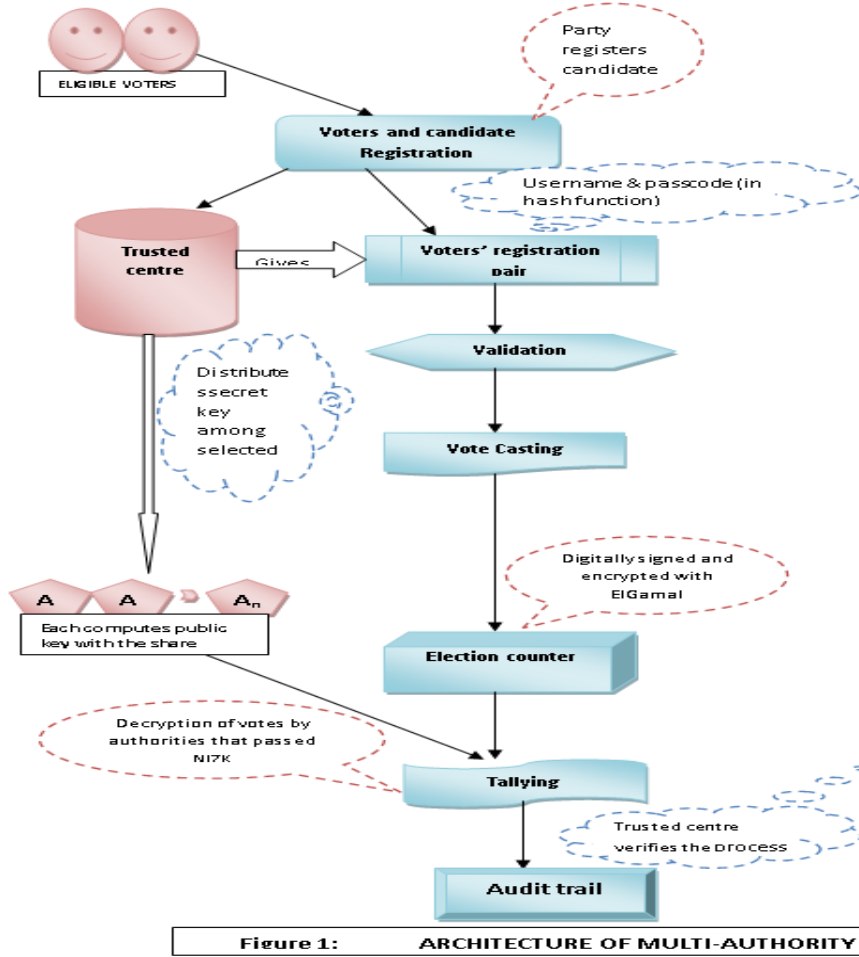 Party
registers
candidate
ELIGIBLE VOTERS
Voters and candidate
Registration
Username & passcode (in
hash function)
Trusted
centre
Gives
Voters' registration
pair
Validation
Distribute
ssecret
key
among
selected
Vote Casting
Digitally signed and
encrypted with
ElGamal
A A An
Each computes public
key with the share
Election counter
Decryption of votes by
authorities that passed
NIZK
Tallying
Trusted centre
verifies the process
Audit trail
Figure 1: ARCHITECTURE OF MULTI-AUTHORITY